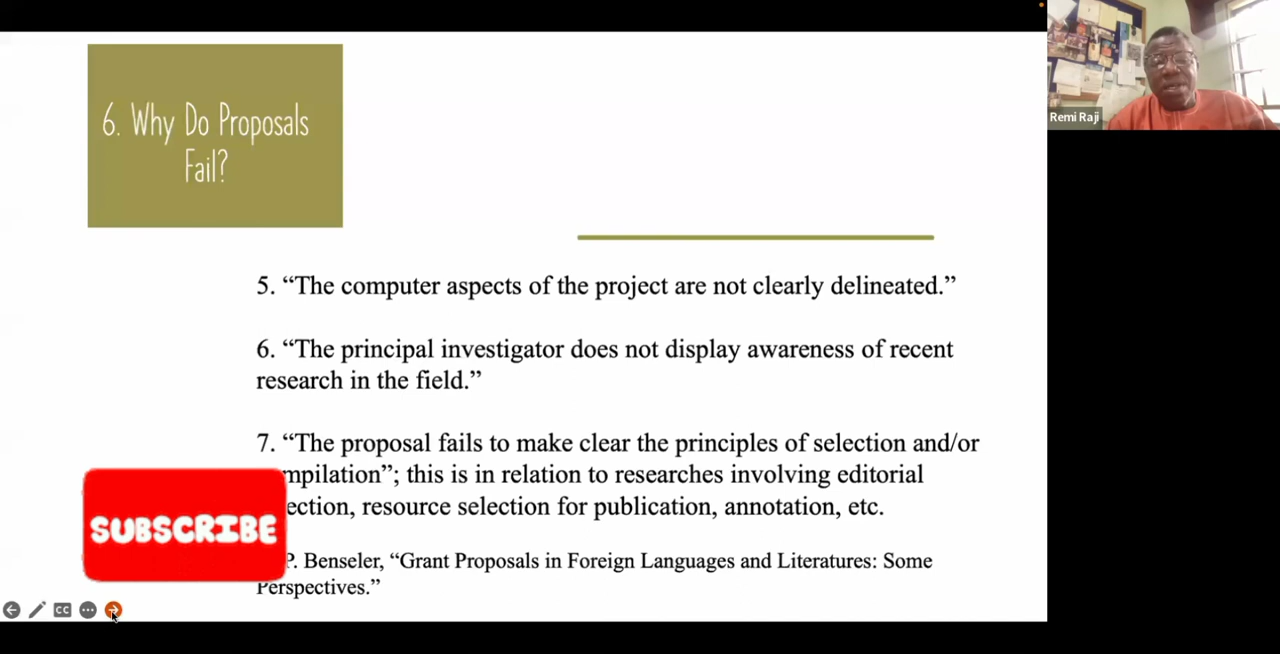 6. Why Do Proposals
Fail?
Remi Raji
5. “The computer aspects of the project are not clearly delineated.”
6. “The principal investigator does not display awareness of recent
research in the field.”
7. “The proposal fails to make clear the principles of selection and/or
mpilation”; this is in relation to researches involving editorial
ection, resource selection for publication, annotation, etc.
SUBSCRIBE
P. Benseler, “Grant Proposals in Foreign Languages and Literatures: Some
Perspectives.”
CC